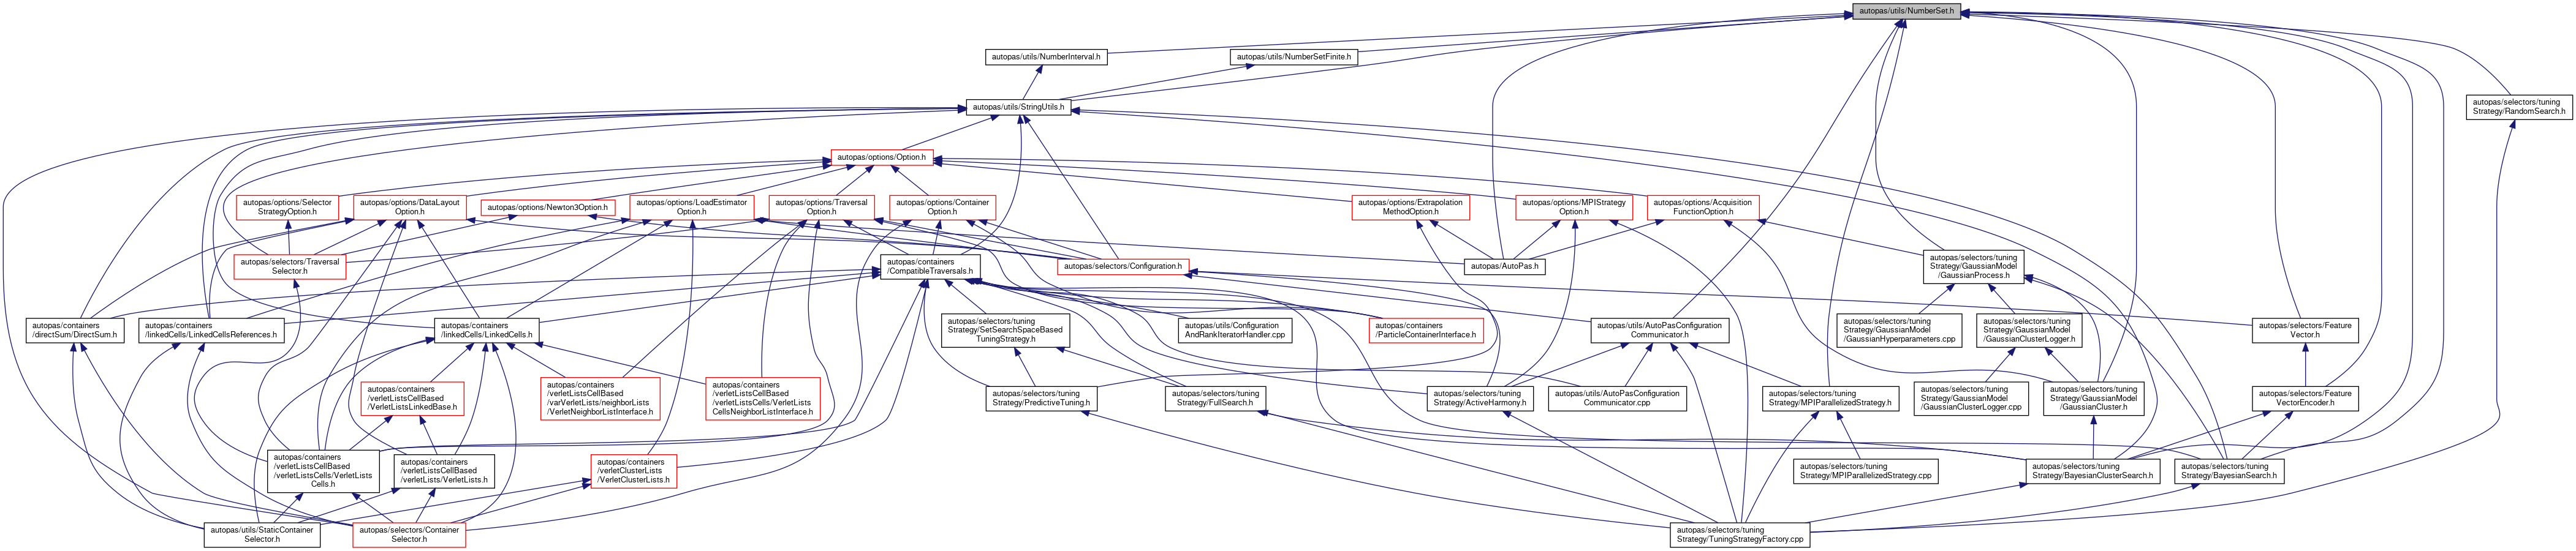 autopas/utils/NumberSet.h
autopas/utils/NumberInterval.h
autopas/utils/NumberSetFinite.h
autopas/utils/StringUtils.h
autopas/selectors/tuning
Strategy/RandomSearch.h
autopas/options/Option.h
autopas/options/Selector
StrategyOption.h
autopas/options/DataLayout
Option.h
autopas/options/Newton3Option.h
autopas/options/LoadEstimator
Option.h
autopas/options/Traversal
Option.h
autopas/options/Container
Option.h
autopas/options/Extrapolation
MethodOption.h
autopas/options/MPIStrategy
Option.h
autopas/options/Acquisition
FunctionOption.h
autopas/selectors/Traversal
Selector.h
autopas/containers
/CompatibleTraversals.h
autopas/selectors/Configuration.h
autopas/AutoPas.h
autopas/selectors/tuning
Strategy/GaussianModel
/GaussianProcess.h
autopas/containers
/directSum/DirectSum.h
autopas/containers
/linkedCells/LinkedCellsReferences.h
autopas/containers
/linkedCells/LinkedCells.h
autopas/selectors/tuning
Strategy/SetSearchSpaceBased
TuningStrategy.h
autopas/utils/Configuration
AndRankIteratorHandler.cpp
autopas/containers
/ParticleContainerInterface.h
autopas/utils/AutoPasConfiguration
Communicator.h
autopas/selectors/tuning
Strategy/GaussianModel
/GaussianHyperparameters.cpp
autopas/selectors/tuning
Strategy/GaussianModel
/GaussianClusterLogger.h
autopas/selectors/Feature
Vector.h
autopas/containers
/verletListsCellBased
/VerletListsLinkedBase.h
autopas/containers
/verletListsCellBased
/varVerletLists/neighborLists
/VerletNeighborListInterface.h
autopas/containers
/verletListsCellBased
/verletListsCells/VerletLists
CellsNeighborListInterface.h
autopas/selectors/tuning
Strategy/PredictiveTuning.h
autopas/selectors/tuning
Strategy/FullSearch.h
autopas/selectors/tuning
Strategy/ActiveHarmony.h
autopas/utils/AutoPasConfiguration
Communicator.cpp
autopas/selectors/tuning
Strategy/MPIParallelizedStrategy.h
autopas/selectors/tuning
Strategy/GaussianModel
/GaussianClusterLogger.cpp
autopas/selectors/tuning
Strategy/GaussianModel
/GaussianCluster.h
autopas/selectors/Feature
VectorEncoder.h
autopas/containers
/verletListsCellBased
/verletListsCells/VerletLists
Cells.h
autopas/containers
/verletListsCellBased
/verletLists/VerletLists.h
autopas/containers
/verletClusterLists
/VerletClusterLists.h
autopas/selectors/tuning
Strategy/MPIParallelizedStrategy.cpp
autopas/selectors/tuning
Strategy/BayesianClusterSearch.h
autopas/selectors/tuning
Strategy/BayesianSearch.h
autopas/utils/StaticContainer
Selector.h
autopas/selectors/Container
Selector.h
autopas/selectors/tuning
Strategy/TuningStrategyFactory.cpp